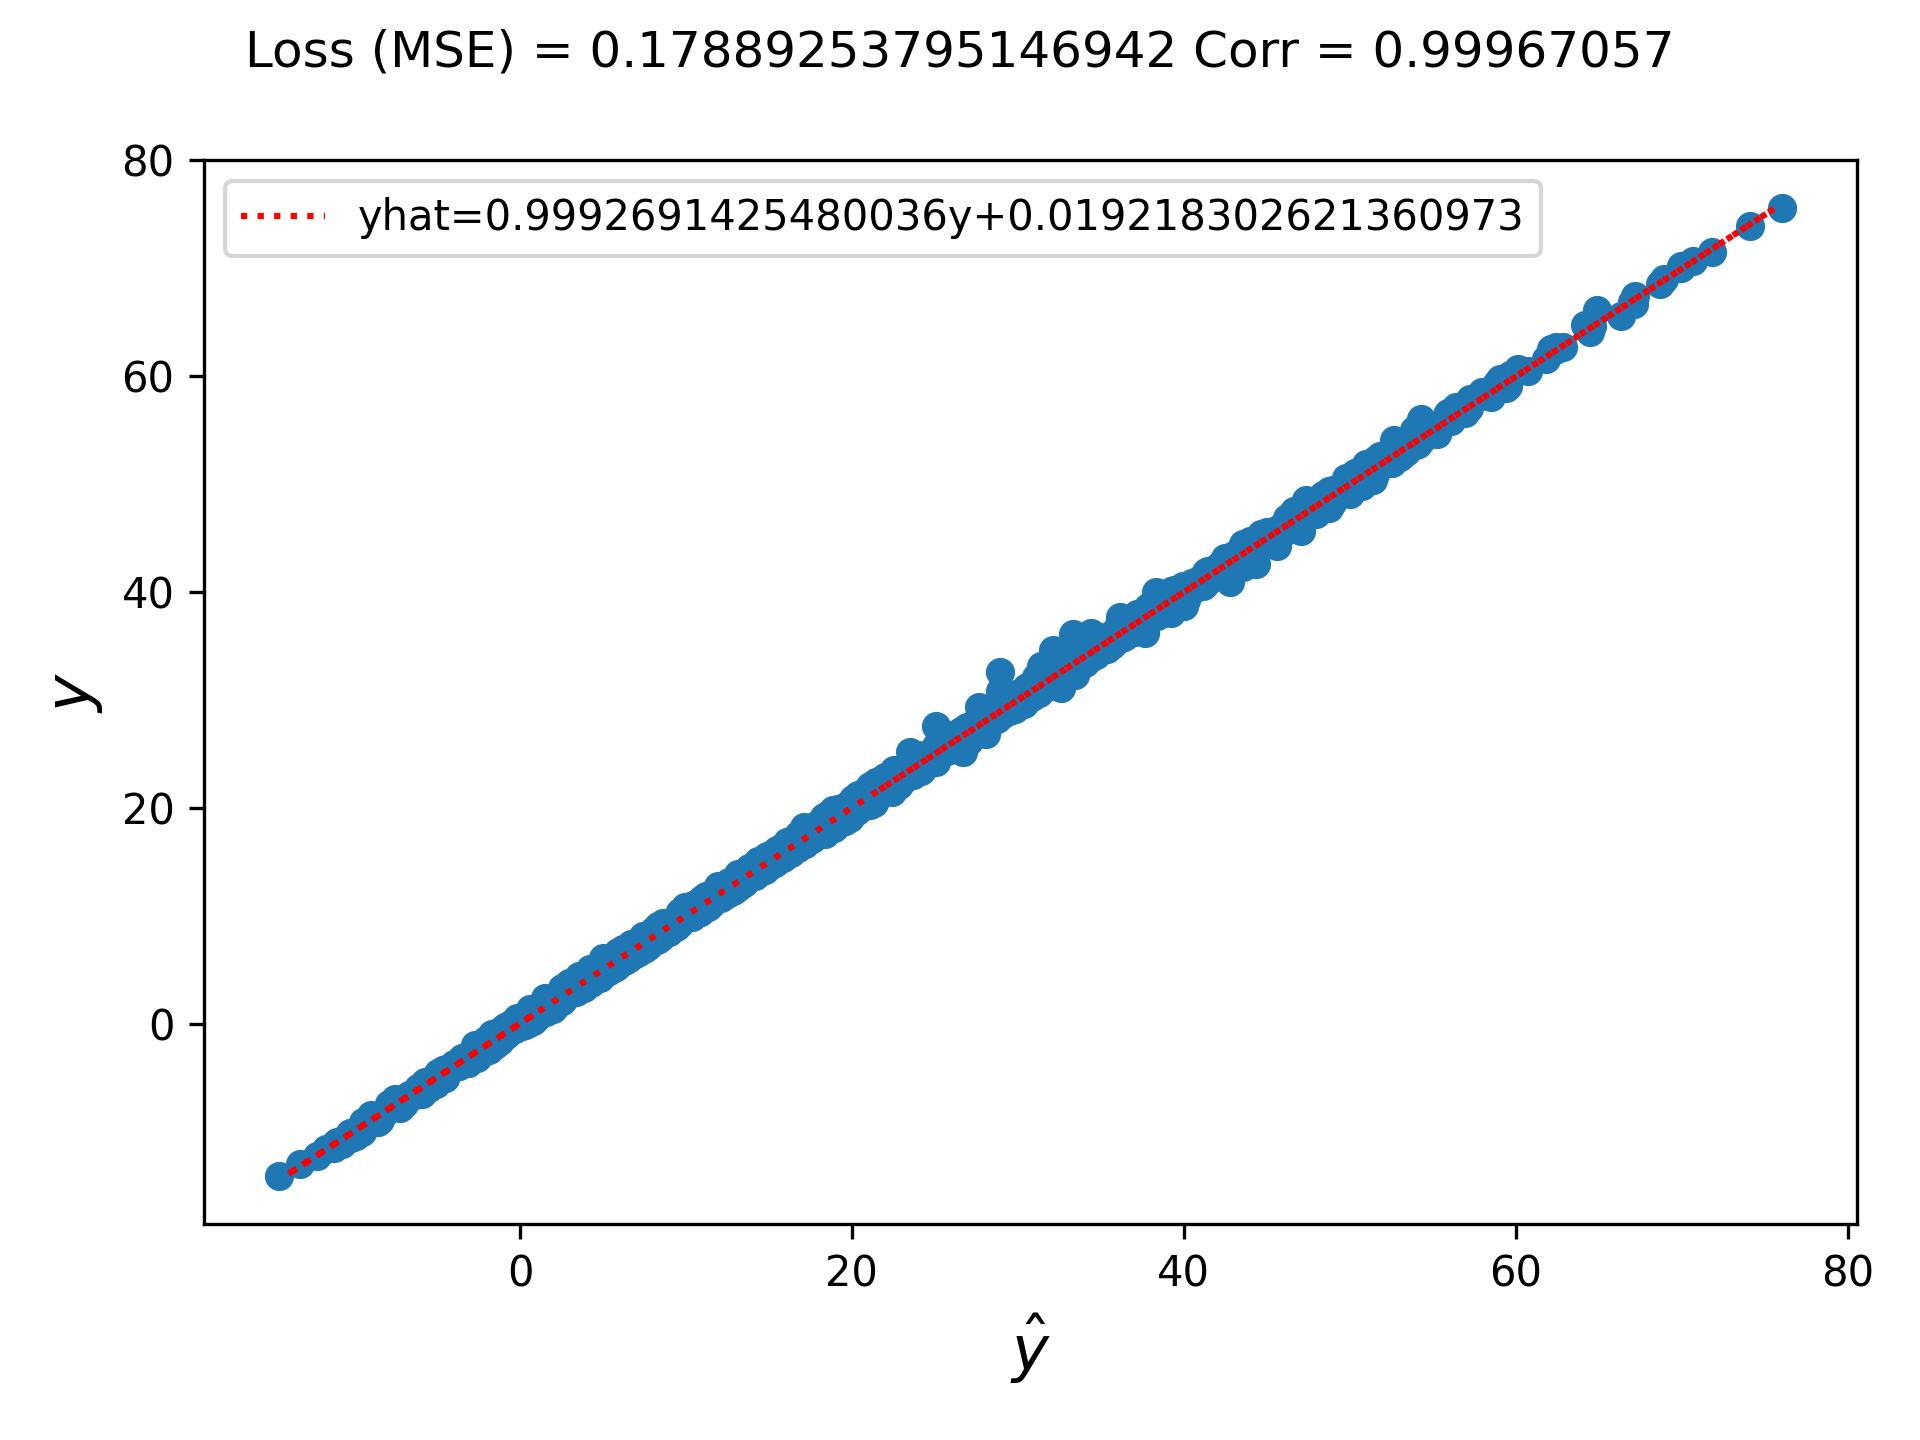 Loss (MSE) = 0.17889253795146942 Corr = 0.99967057
yhat=0.9992691425480036y+0.019218302621360973
80
60
40
20
0
y
0 20 40 60 80
ŷ